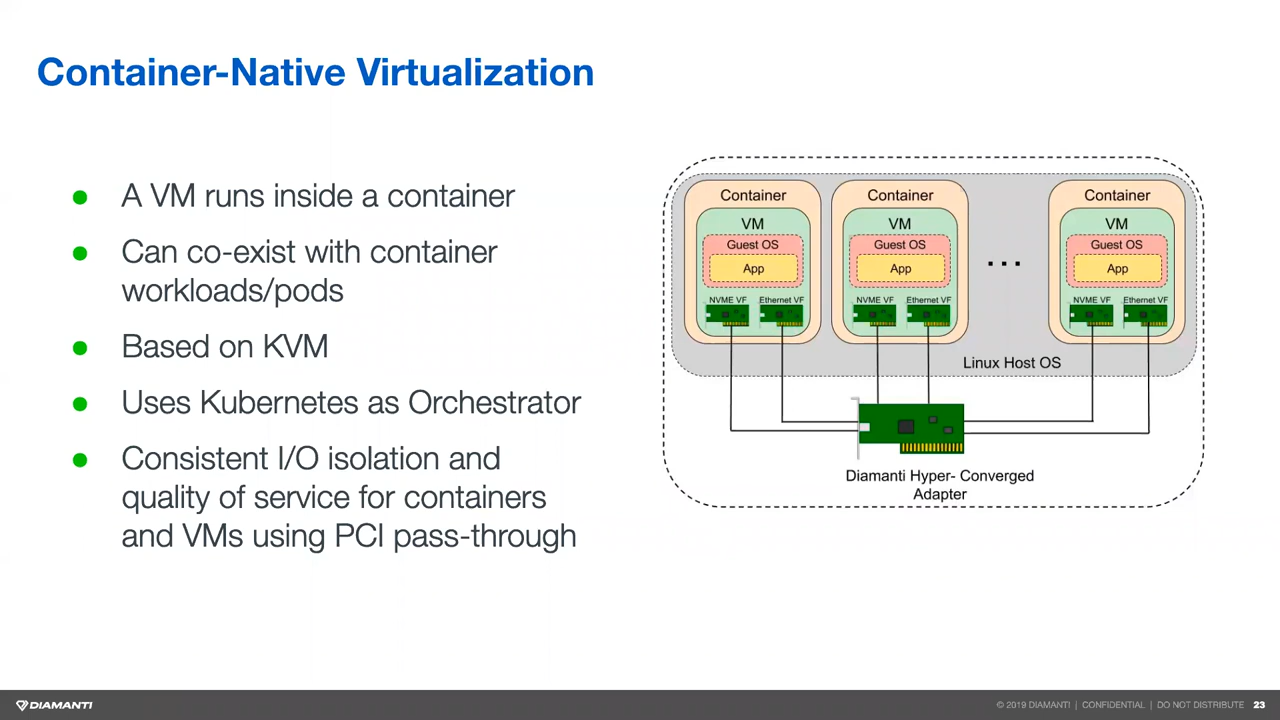 Container-Native Virtualization
● A VM runs inside a container
● Can co-exist with container
workloads/pods
● Based on KVM
● Uses Kubernetes as Orchestrator
● Consistent I/O isolation and
quality of service for containers
and VMs using PCI pass-through
Container
VM
Guest OS
App
NVME VF
Ethernet VF
Container
VM
Guest OS
App
NVME VF
Ethernet VF
...
Container
VM
Guest OS
App
NVME VF
Ethernet VF
Linux Host OS
Diamanti Hyper- Converged
Adapter
DIAMANTI
© 2019 DIAMANTI | CONFIDENTIAL | DO NOT DISTRIBUTE 23